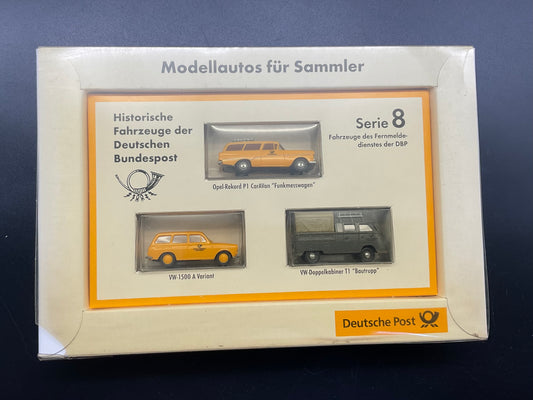 Modellautos für Sammler
Historische
Fahrzeuge der
Deutschen
Bundespost
Serie 8
Fahrzeuge des Fernmelde-
dienstes der DBP
Opel-Rekord P1 CarAVan "Funkmesswagen"
VW-1500 A Variant
VW-Doppelkabiner T1 "Bautrupp"
Deutsche Post